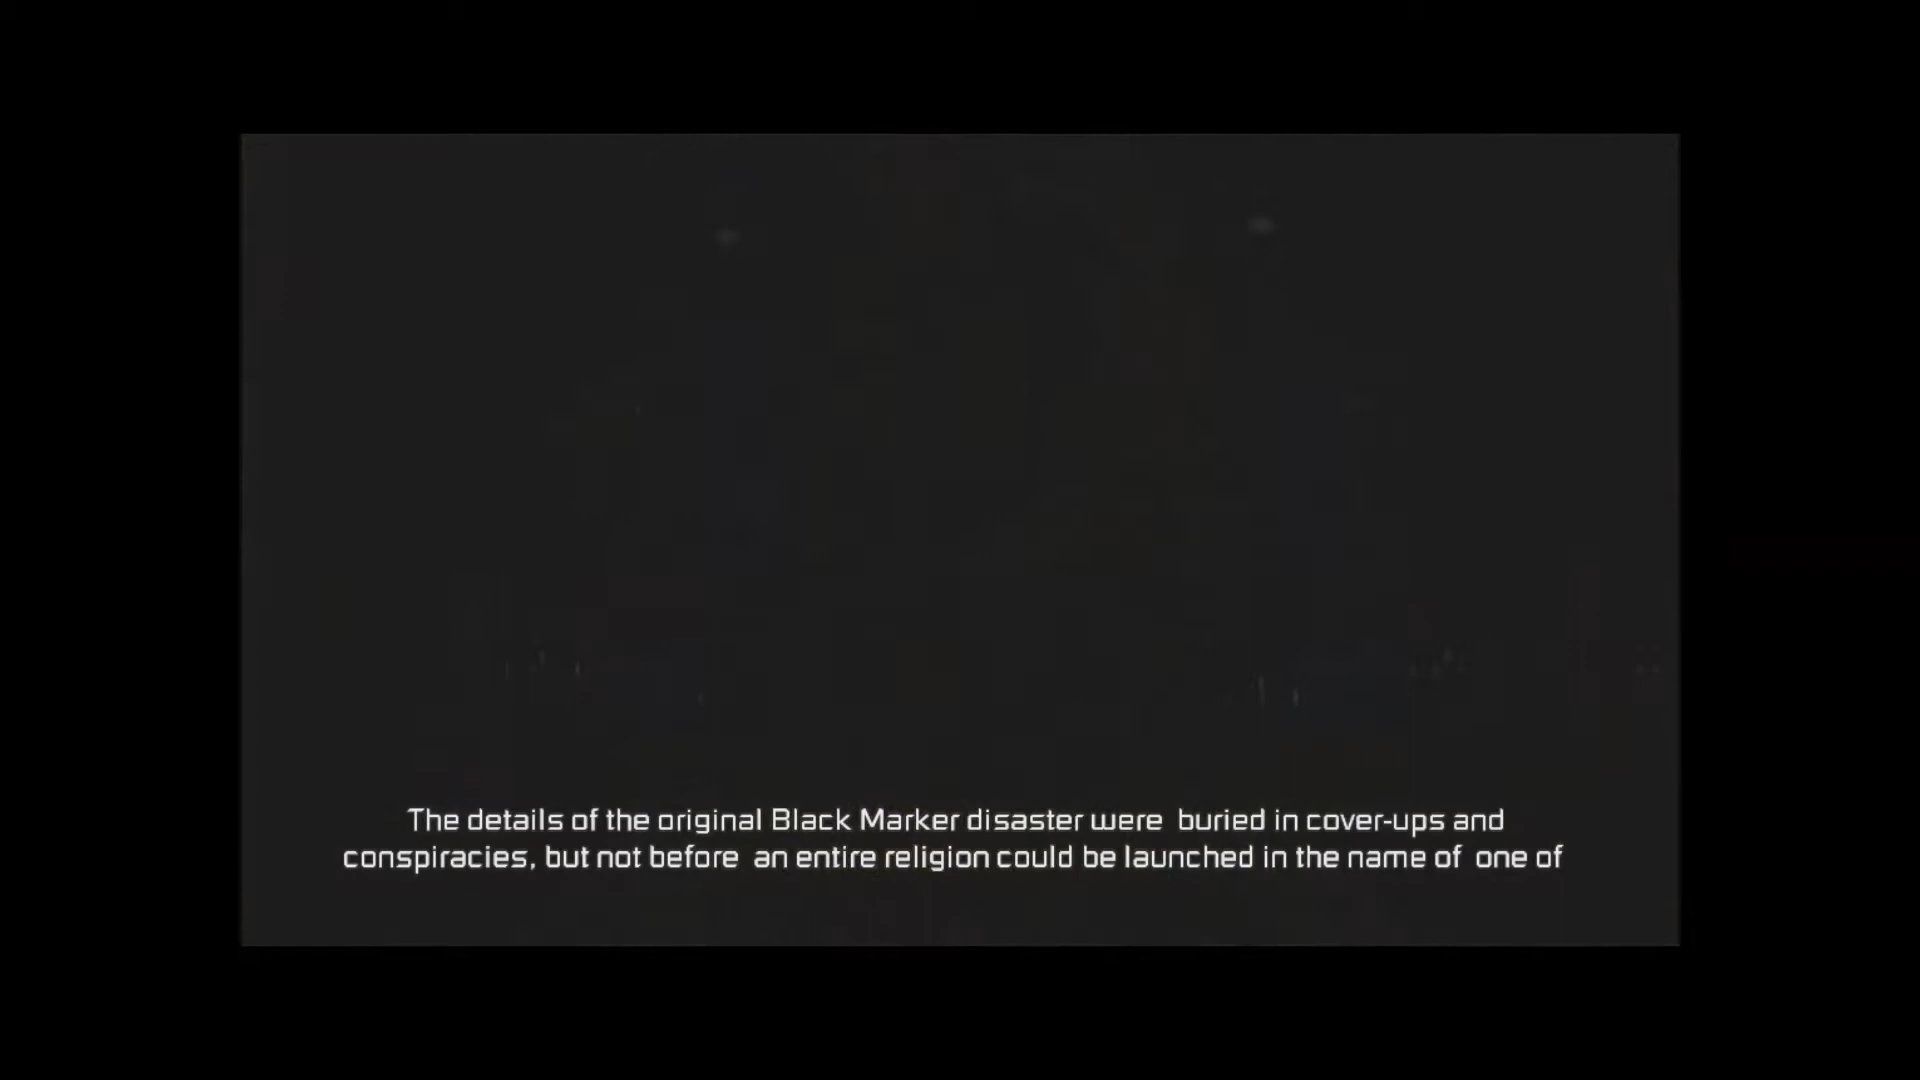 The details of the original Black Marker disaster were buried in cover-ups and
conspiracies, but not before an entire religion could be launched in the name of one of